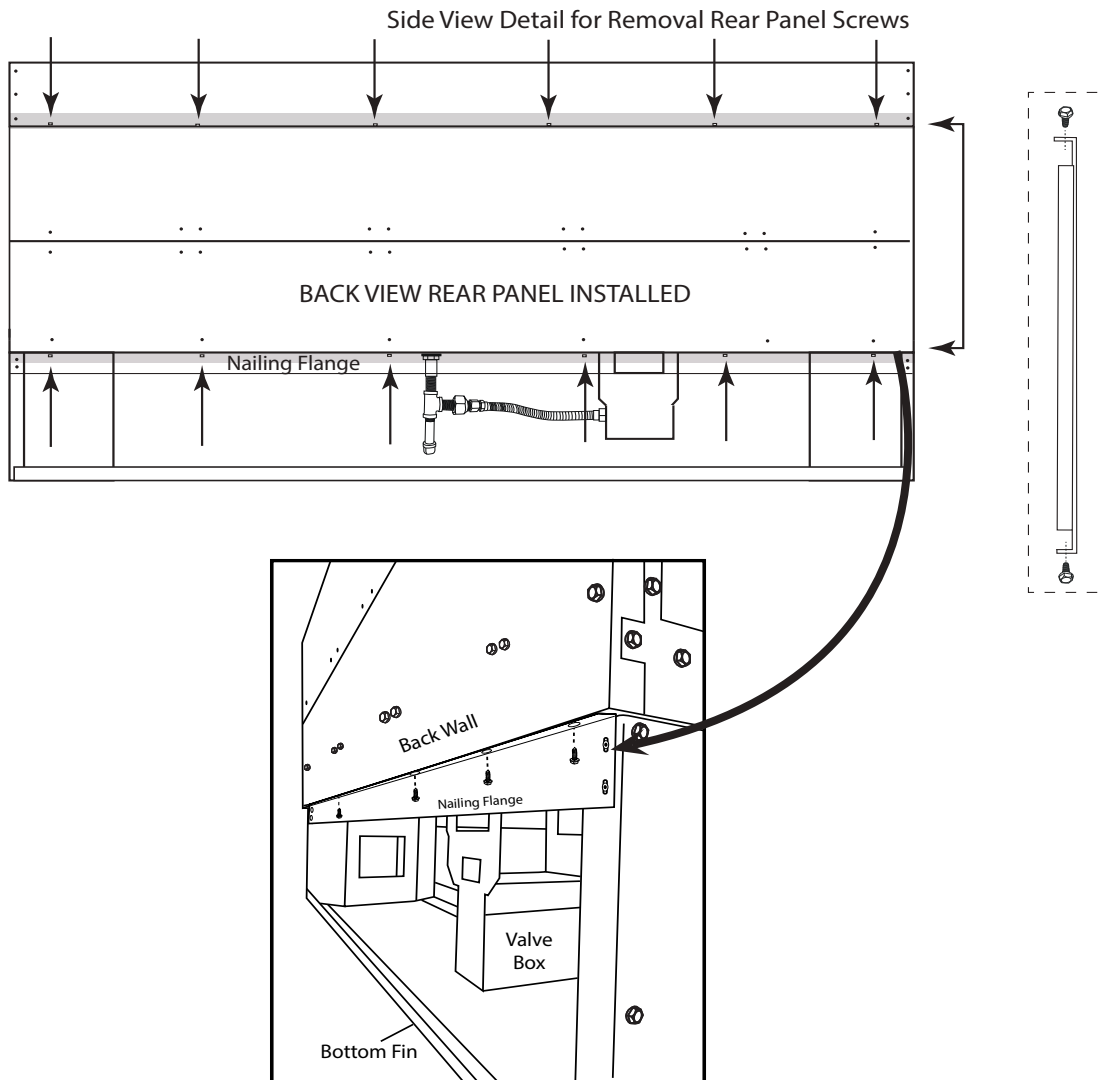 Side View Detail for Removal Rear Panel Screws
BACK VIEW REAR PANEL INSTALLED
Nailing Flange
Back Wall
Nailing Flange
Valve
Box
Bottom Fin